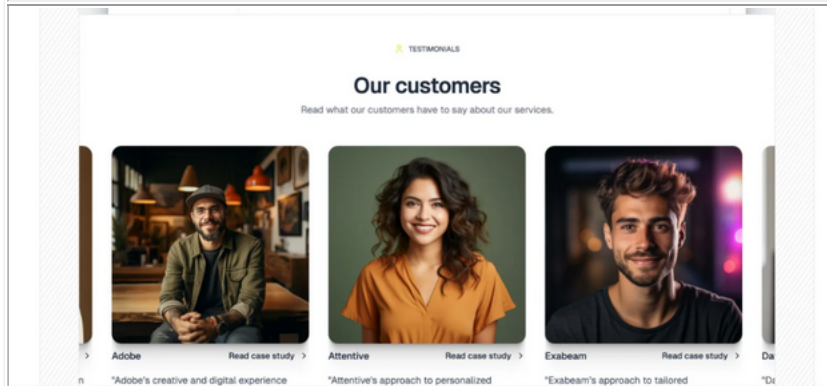 TESTIMONIALS
Our customers
Read what our customers have to say about our services.
Adobe Read case study
Attentive Read case study
Exabeam Read case study
Da
n "Adobe's creative and digital experience
"Attentive's approach to personalized
"Exabeam's approach to tailored
"Da